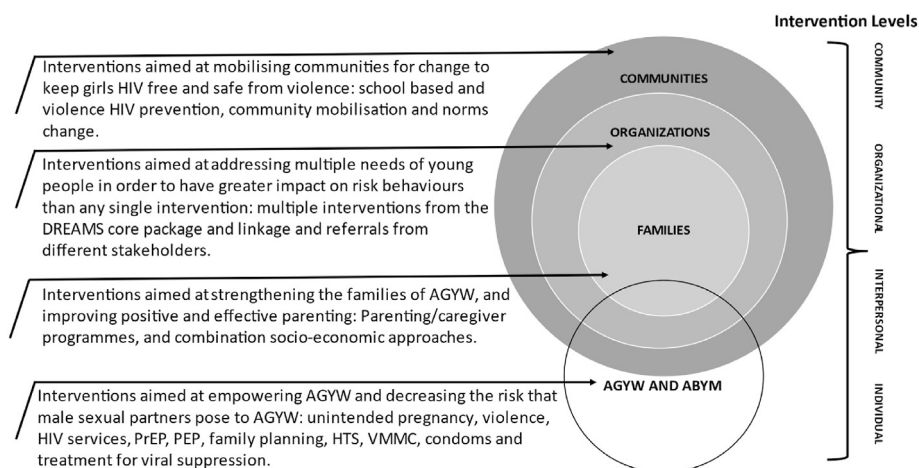 Intervention Levels
Interventions aimed at mobilising communities for change to
keep girls HIV free and safe from violence: school based and
violence HIV prevention, community mobilisation and norms
change.
Interventions aimed at addressing multiple needs of young
people in order to have greater impact on risk behaviours
than any single intervention: multiple interventions from the
DREAMS core package and linkage and referrals from
different stakeholders.
Interventions aimed at strengthening the families of AGYW, and
improving positive and effective parenting: Parenting/caregiver
programmes, and combination socio-economic approaches.
Interventions aimed at empowering AGYW and decreasing the risk that
male sexual partners pose to AGYW: unintended pregnancy, violence,
HIV services, PrEP, PEP, family planning, HTS, VMMC, condoms and
treatment for viral suppression.
COMMUNITIES
ORGANIZATIONS
FAMILIES
AGYW AND ABYM
COMMUNITY
ORGANIZATIONAL
INTERPERSONAL
INDIVIDUAL